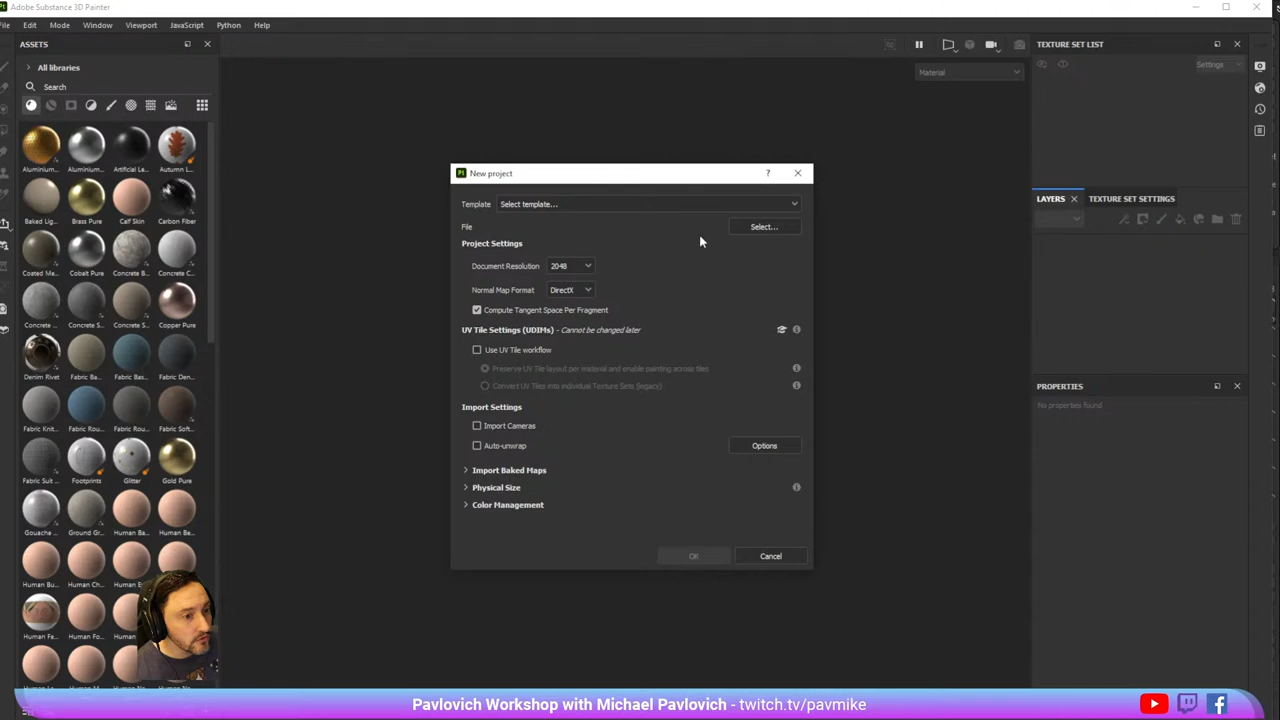 Pt Adobe Substance 3D Painter
File Edit Mode Window Viewport JavaScript Python Help
ASSETS
All libraries
Search
Aluminium... Aluminium... Artificial Le... Autumn L...
Baked Lig... Brass Pure Calf Skin Carbon Fiber
Coated Me... Cobalt Pure Concrete B... Concrete C...
Concrete ... Concrete S... Concrete S... Copper Pure
Denim Rivet Fabric Ba... Fabric Bas... Fabric Den...
Fabric Knit... Fabric Rou... Fabric Rou... Fabric Soft...
Fabric Suit ... Footprints Glitter Gold Pure
Gouache ... Ground Gr... Human Ba... Human Be...
Human Bu... Human Ch... Human E
Human Fa... Human Fo... Human
Human Le... Human M... Human N
Material
Pt New project ?
Template Select template...
File Select...
Project Settings
Document Resolution 2048
Normal Map Format DirectX
Compute Tangent Space Per Fragment
UV Tile Settings (UDIMs) - Cannot be changed later
Use UV Tile workflow
Preserve UV Tile layout per material and enable painting across tiles
Convert UV Tiles into individual Texture Sets (legacy)
Import Settings
Import Cameras
Auto-unwrap Options
Import Baked Maps
Physical Size
Color Management
OK Cancel
TEXTURE SET LIST
Settings
LAYERS TEXTURE SET SETTINGS
PROPERTIES
No properties found
Pavlovich Workshop with Michael Pavlovich - twitch.tv/pavmike